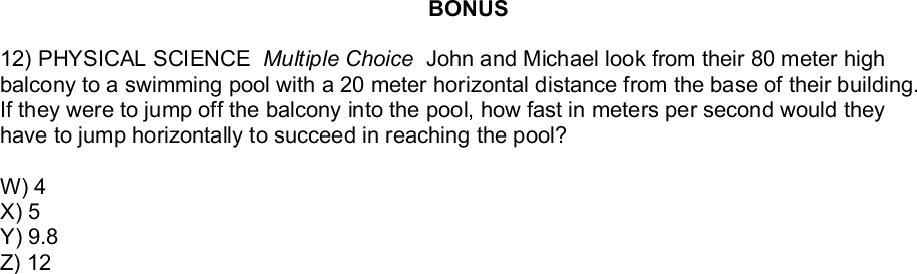 BONUS
12) PHYSICAL SCIENCE Multiple Choice John and Michael look from their 80 meter high
balcony to a swimming pool with a 20 meter horizontal distance from the base of their building.
If they were to jump off the balcony into the pool, how fast in meters per second would they
have to jump horizontally to succeed in reaching the pool?
W) 4
X) 5
Y) 9.8
Z) 12